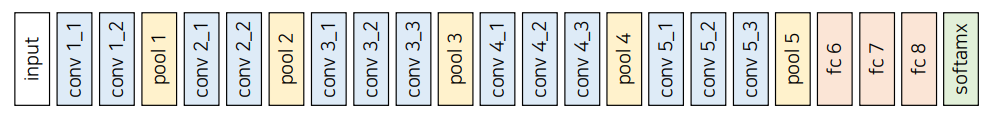 input
conv 1_1
conv 1_2
pool 1
conv 2_1
conv 2_2
pool 2
conv 3_1
conv 3_2
conv 3_3
pool 3
conv 4_1
conv 4_2
conv 4_3
pool 4
conv 5_1
conv 5_2
conv 5_3
pool 5
fc 6
fc 7
fc 8
softamx